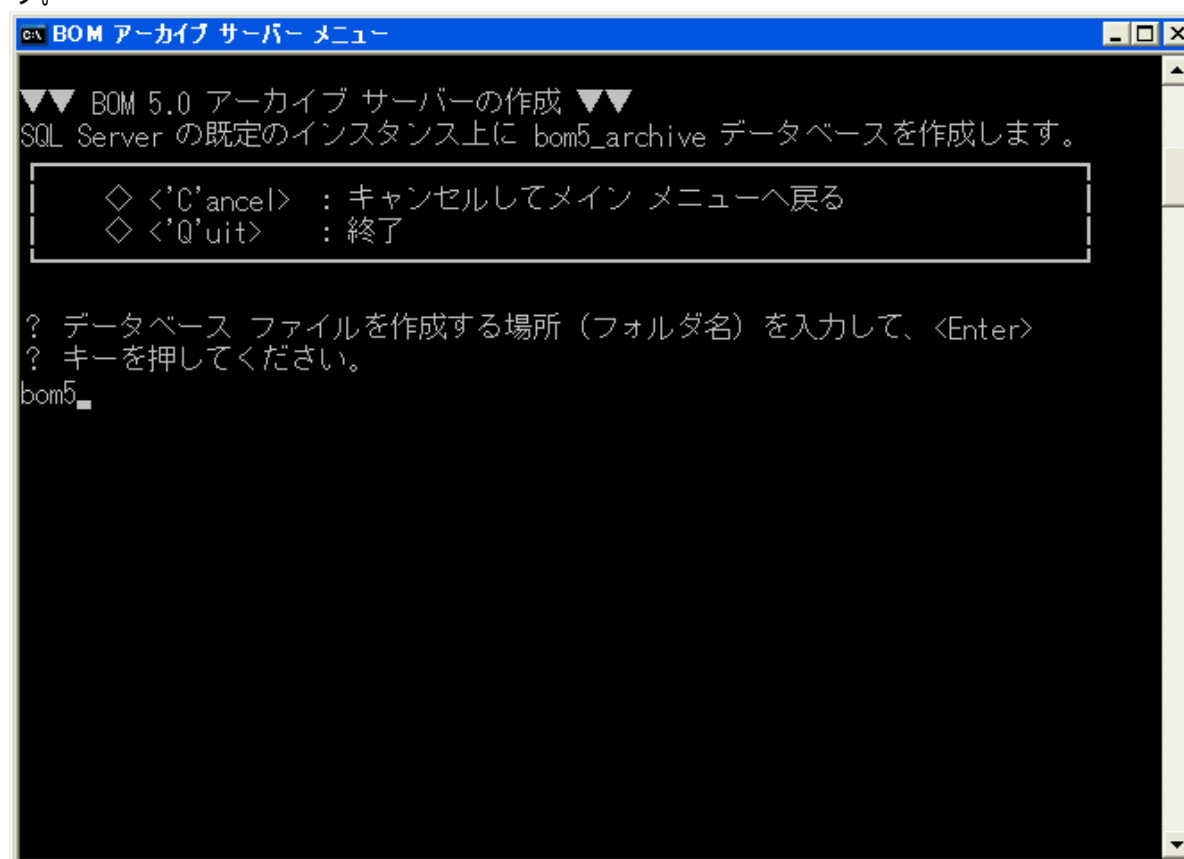 す。
BOM アーカイブ サーバー メニュー
▼▼ BOM 5.0 アーカイブ サーバーの作成 ▼▼
SQL Server の既定のインスタンス上に bom5_archive データベースを作成します。
◇ <'C'ancel> : キャンセルしてメイン メニューへ戻る
◇ <'Q'uit> : 終了
? データベース ファイルを作成する場所（フォルダ名）を入力して、<Enter>
? キーを押してください。
bom5_